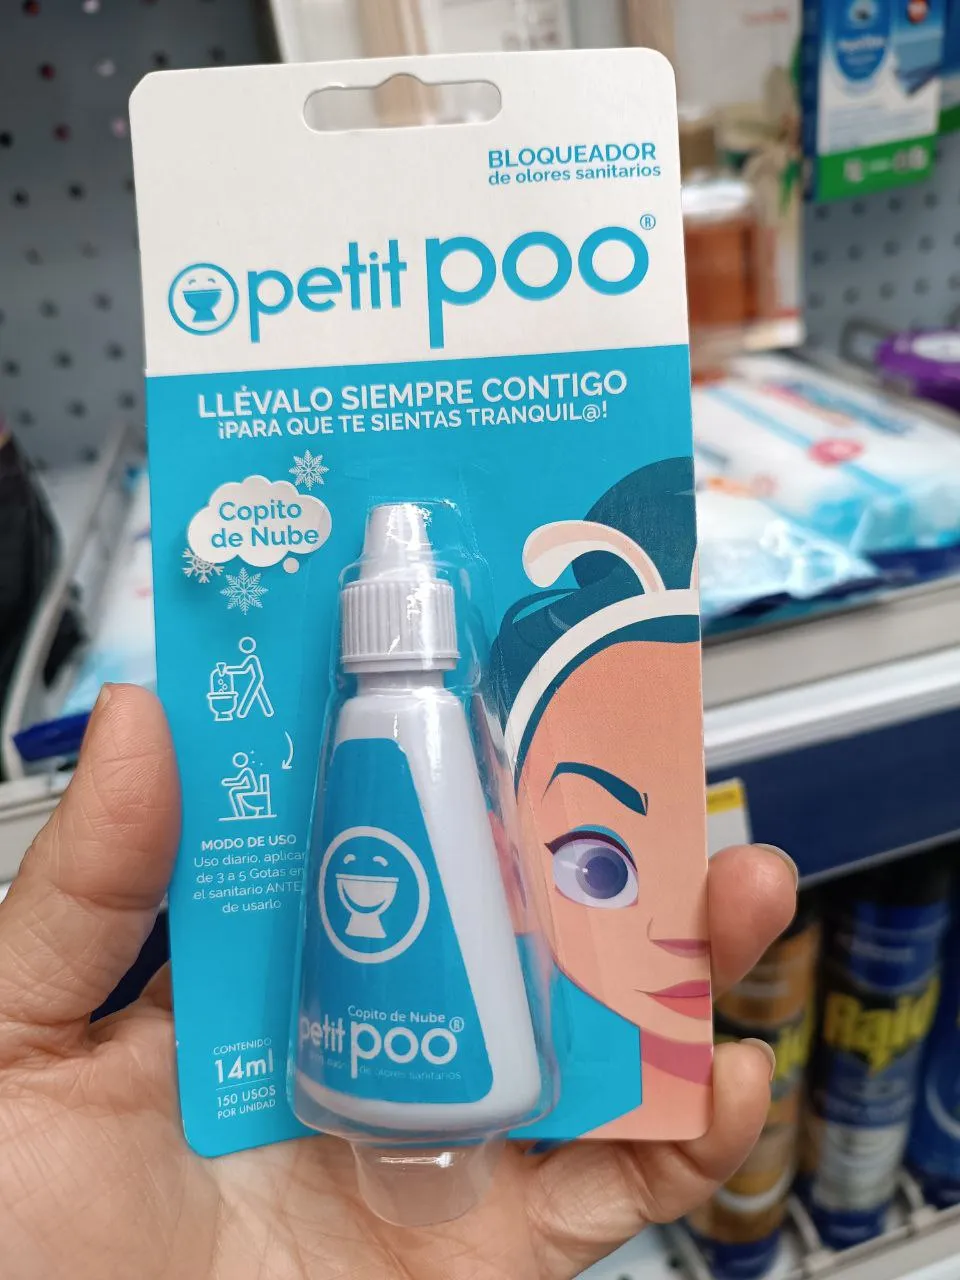 BLOQUEADOR
de olores sanitarios
petit poo®
LLÉVALO SIEMPRE CONTIGO
¡PARA QUE TE SIENTAS TRANQUIL@!
Copito
de Nube
MODO DE USO
Uso diario, aplicar
de 3 a 5 Gotas en
el sanitario ANTE
de usarlo
CONTENIDO
14ml
150 USOS
POR UNIDAD
Copito de Nube
petit poo®
de olores sanitarios
Raid